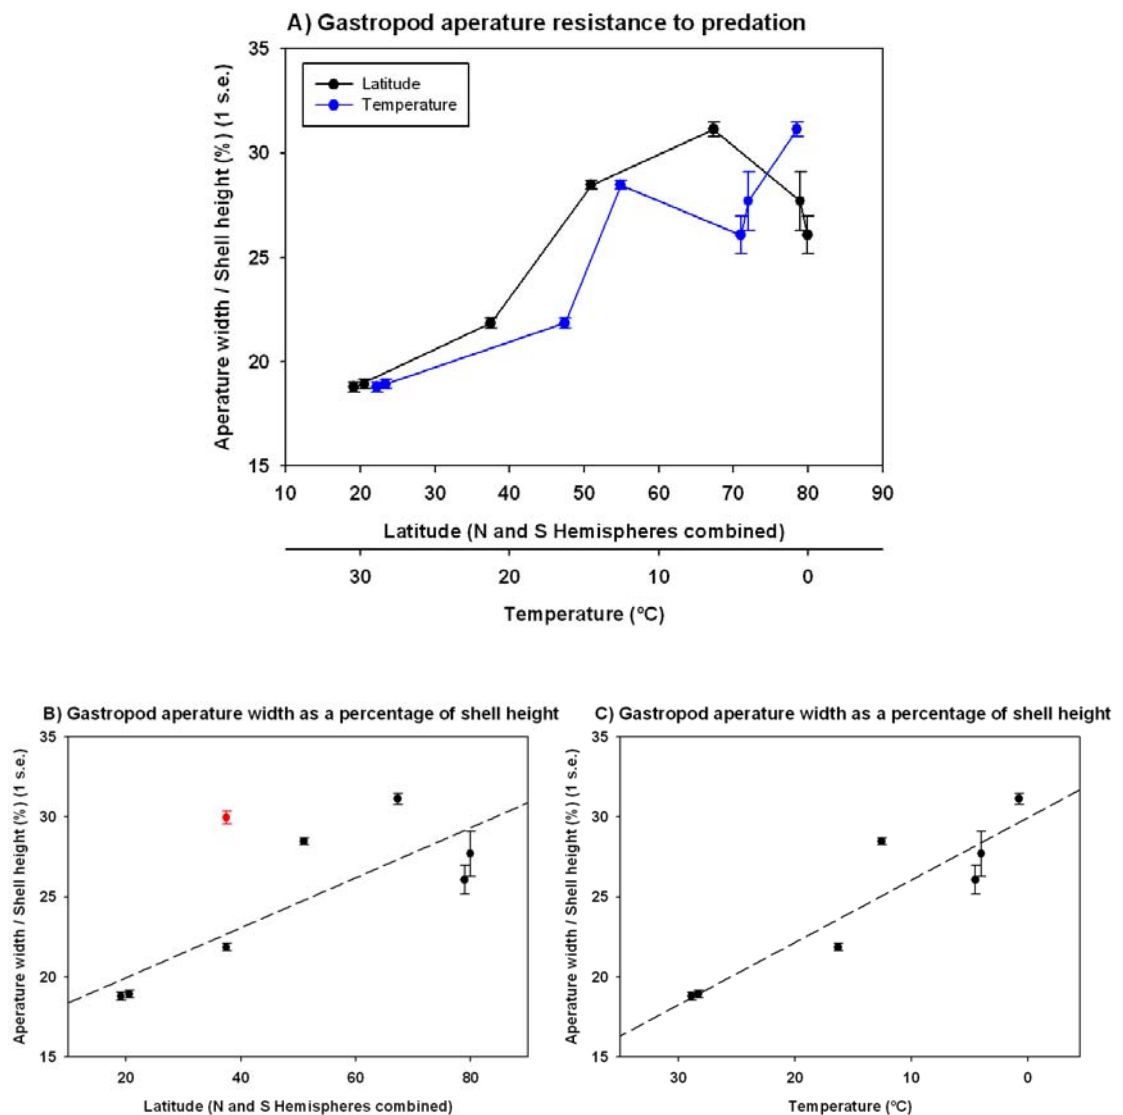 A) Gastropod aperature resistance to predation
Aperature width / Shell height (%) (1 s.e.)
35
30
25
20
15
Latitude
Temperature
10 20 30 40 50 60 70 80 90
Latitude (N and S Hemispheres combined)
30 20 10 0
Temperature (ºC)
B) Gastropod aperature width as a percentage of shell height
Aperature width / Shell height (%) (1 s.e.)
35
30
25
20
15
20 40 60 80
Latitude (N and S Hemispheres combined)
C) Gastropod aperature width as a percentage of shell height
Aperature width / Shell height (%) (1 s.e.)
35
30
25
20
15
30 20 10 0
Temperature (ºC)